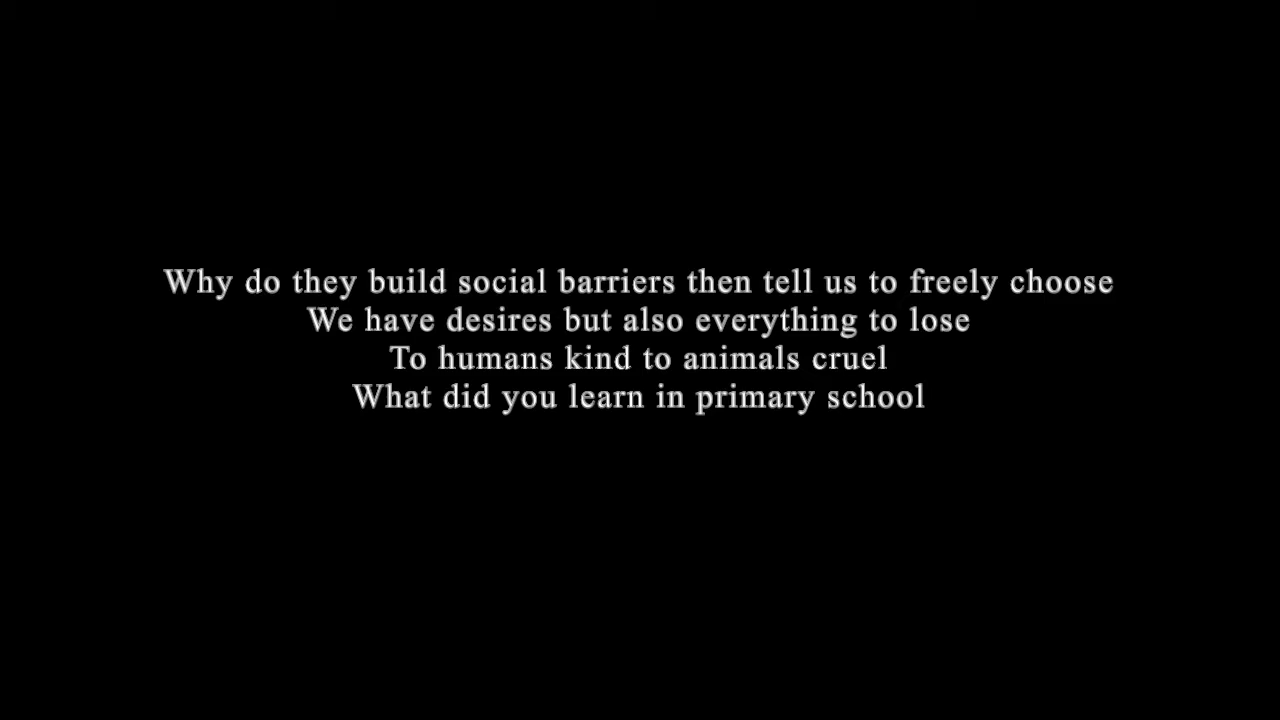 Why do they build social barriers then tell us to freely choose
We have desires but also everything to lose
To humans kind to animals cruel
What did you learn in primary school